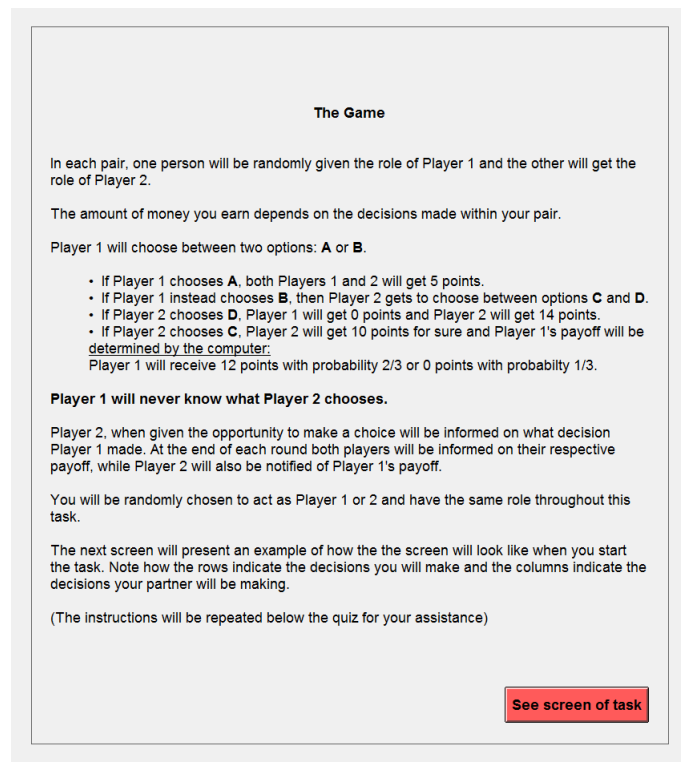 The Game
In each pair, one person will be randomly given the role of Player 1 and the other will get the
role of Player 2.
The amount of money you earn depends on the decisions made within your pair.
Player 1 will choose between two options: A or B.
• If Player 1 chooses A, both Players 1 and 2 will get 5 points.
• If Player 1 instead chooses B, then Player 2 gets to choose between options C and D.
• If Player 2 chooses D, Player 1 will get 0 points and Player 2 will get 14 points.
• If Player 2 chooses C, Player 2 will get 10 points for sure and Player 1's payoff will be
determined by the computer:
Player 1 will receive 12 points with probability 2/3 or 0 points with probabilty 1/3.
Player 1 will never know what Player 2 chooses.
Player 2, when given the opportunity to make a choice will be informed on what decision
Player 1 made. At the end of each round both players will be informed on their respective
payoff, while Player 2 will also be notified of Player 1's payoff.
You will be randomly chosen to act as Player 1 or 2 and have the same role throughout this
task.
The next screen will present an example of how the the screen will look like when you start
the task. Note how the rows indicate the decisions you will make and the columns indicate the
decisions your partner will be making.
(The instructions will be repeated below the quiz for your assistance)
See screen of task